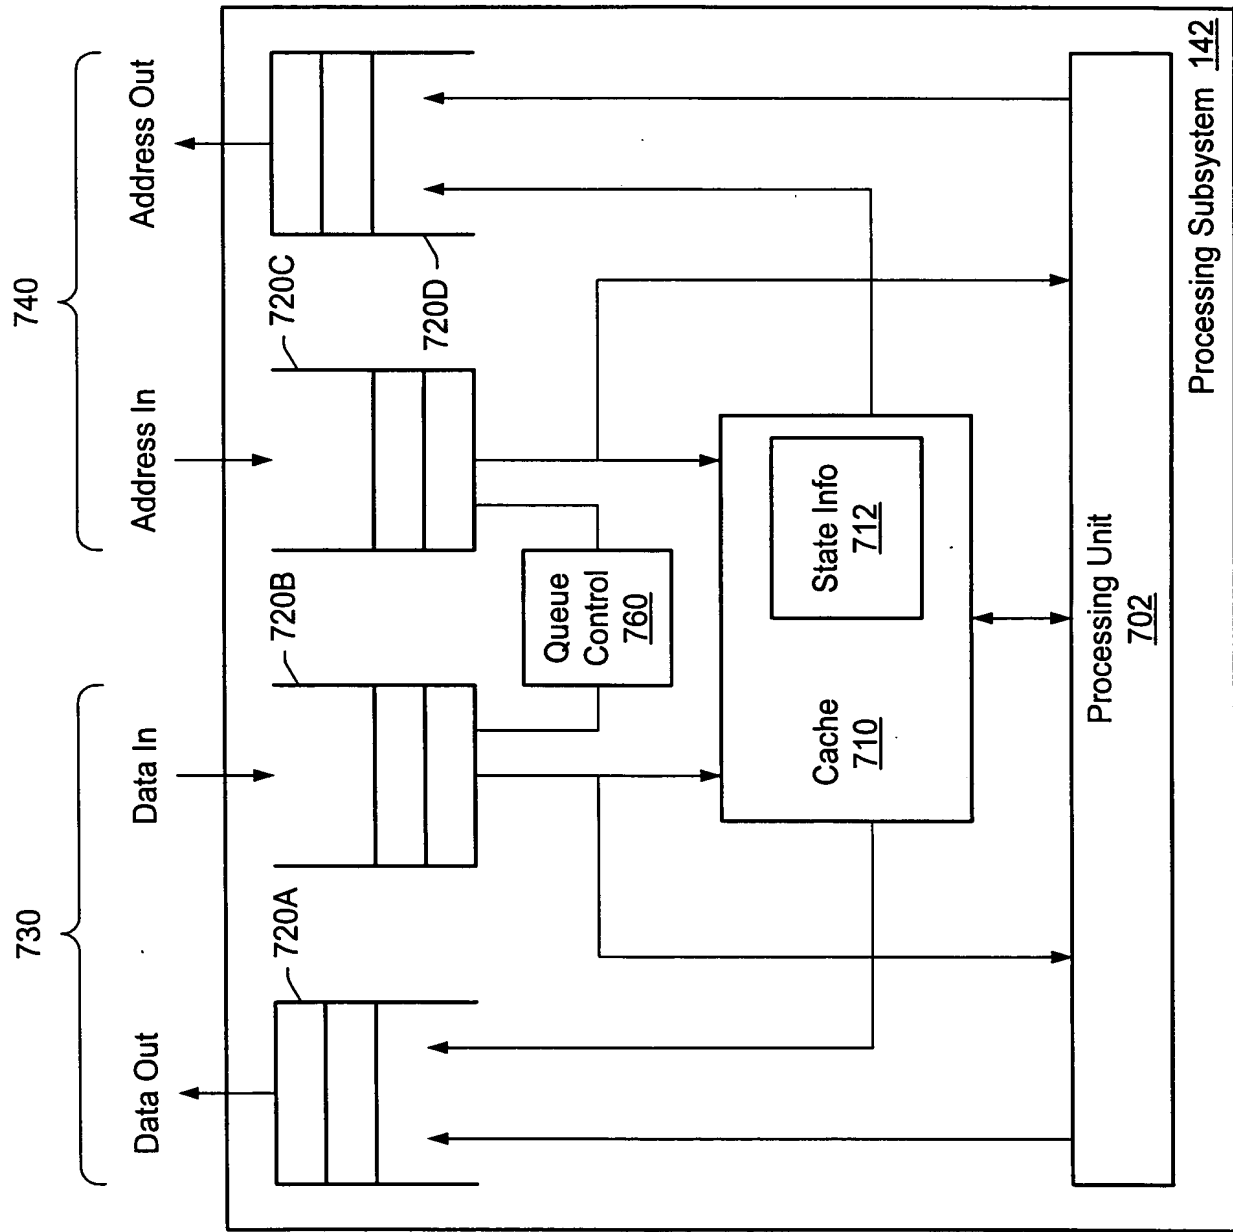 730
740
Data Out
Data In
Address In
Address Out
720A
720B
720C
720D
Queue
Control
760
Cache
710
State Info
712
Processing Unit
702
Processing Subsystem 142